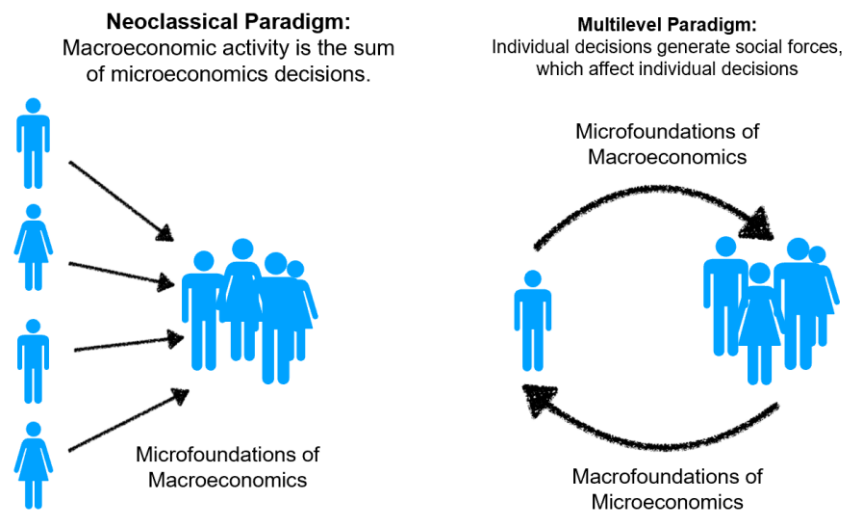 Neoclassical Paradigm:
Macroeconomic activity is the sum
of microeconomics decisions.
Microfoundations of
Macroeconomics
Multilevel Paradigm:
Individual decisions generate social forces,
which affect individual decisions
Microfoundations of
Macroeconomics
Macrofoundations of
Microeconomics